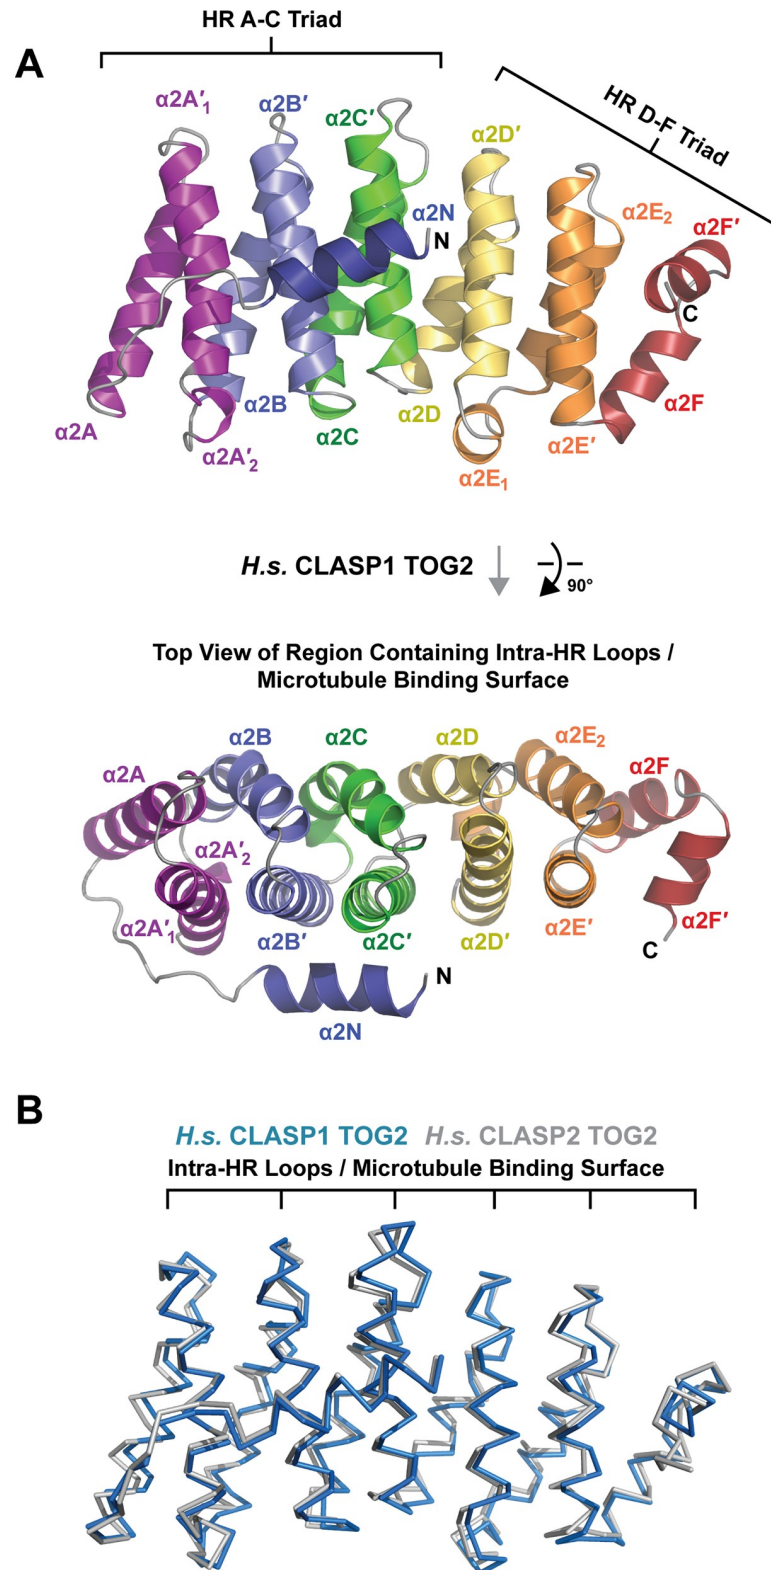 HR A-C Triad
A
HR D-F Triad
α2A′1
α2B′
α2C′
α2D′
α2N
N
α2E2
α2F′
C
α2A
α2A′2
α2B
α2C
α2D
α2E1
α2E′
α2F
H.s. CLASP1 TOG2
90°
Top View of Region Containing Intra-HR Loops /
Microtubule Binding Surface
α2A
α2B
α2C
α2D
α2E2
α2F
α2A′2
α2A′1
α2B′
α2C′
α2D′
α2E′
α2F′
C
N
α2N
B
H.s. CLASP1 TOG2 H.s. CLASP2 TOG2
Intra-HR Loops / Microtubule Binding Surface